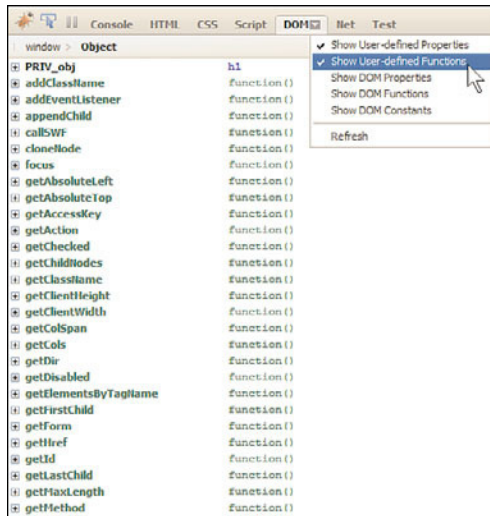 Console HTML CSS Script DOM Net Test
window > Object
Show User-defined Properties
Show User-defined Functions
Show DOM Properties
Show DOM Functions
Show DOM Constants
Refresh
PRIV_obj h1
addClassName function()
addEventListener function()
appendChild function()
callSWF function()
cloneNode function()
focus function()
getAbsoluteLeft function()
getAbsoluteTop function()
getAccessKey function()
getAction function()
getChecked function()
getChildNodes function()
getClassName function()
getClientHeight function()
getClientWidth function()
getColSpan function()
getCols function()
getDir function()
getDisabled function()
getElementsByTagName function()
getFirstChild function()
getForm function()
getHref function()
getId function()
getLastChild function()
getMaxLength function()
getMethod function()